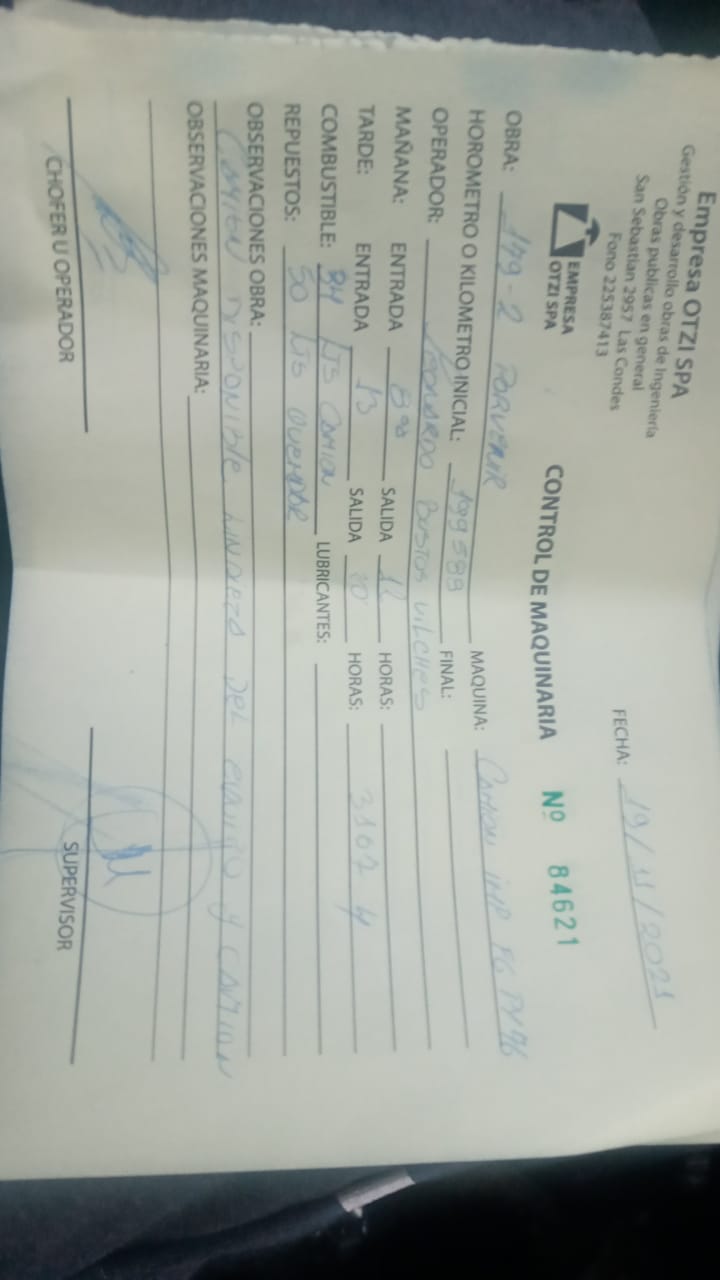 Empresa OTZI SPA
Gestión y desarrollo obras de Ingeniería
Obras publicas en general
San Sebastian 2957 Las Condes
Fono 225387413
EMPRESA
OTZI SPA
FECHA: 19/11/2021
CONTROL DE MAQUINARIA Nº 84621
OBRA: 179-2 PORVENIR MAQUINA: CAMION IMP FG PY 76
HOROMETRO O KILOMETRO INICIAL: 199588 FINAL:
OPERADOR: LEONARDO BUSTOS VILCHES
MAÑANA: ENTRADA 8⁰⁰ SALIDA 12 HORAS:
TARDE: ENTRADA 13 SALIDA 20 HORAS: 3167 4
COMBUSTIBLE: 84 LTS CAMION LUBRICANTES:
REPUESTOS: 50 LTS QUEMADOR
OBSERVACIONES OBRA:
CAMION DISPONIBLE LIMPIEZA DEL EQUIPO Y CAMION
OBSERVACIONES MAQUINARIA:
CHOFER U OPERADOR
SUPERVISOR